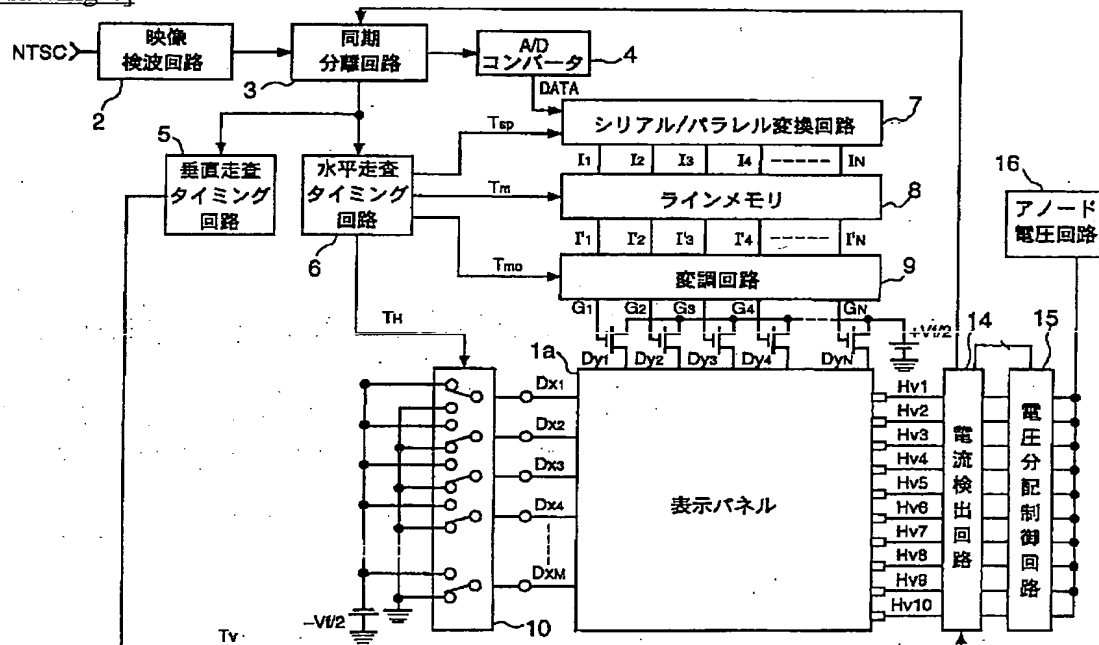 NTSC
映像
検波回路
2
同期
分離回路
3
A/D
コンバータ
4
DATA
シリアル/パラレル変換回路
7
Tsp
5
垂直走査
タイミング
回路
水平走査
タイミング
回路
6
I1 I2 I3 I4 IN
Tm
ラインメモリ
8
I'1 I'2 I'3 I'4 I'N
Tmo
変調回路
9
16
アノード
電圧回路
G1 G2 G3 G4 GN
+Vf/2
Dy1 Dy2 Dy3 Dy4 DyN
TH
1a
14
15
Dx1
Dx2
Dx3
Dx4
DxM
表示パネル
Hv1
Hv2
Hv3
Hv4
Hv5
Hv6
Hv7
Hv8
Hv9
Hv10
電流検出回路
電圧分配制御回路
-Vf/2
10
Tv